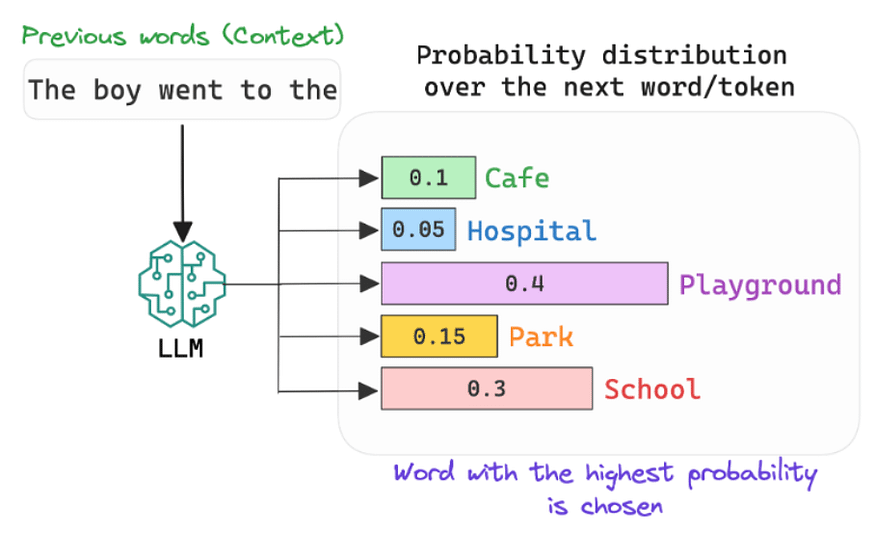 Previous words (Context)
The boy went to the
Probability distribution
over the next word/token
0.1 Cafe
0.05 Hospital
0.4 Playground
0.15 Park
0.3 School
LLM
Word with the highest probability
is chosen